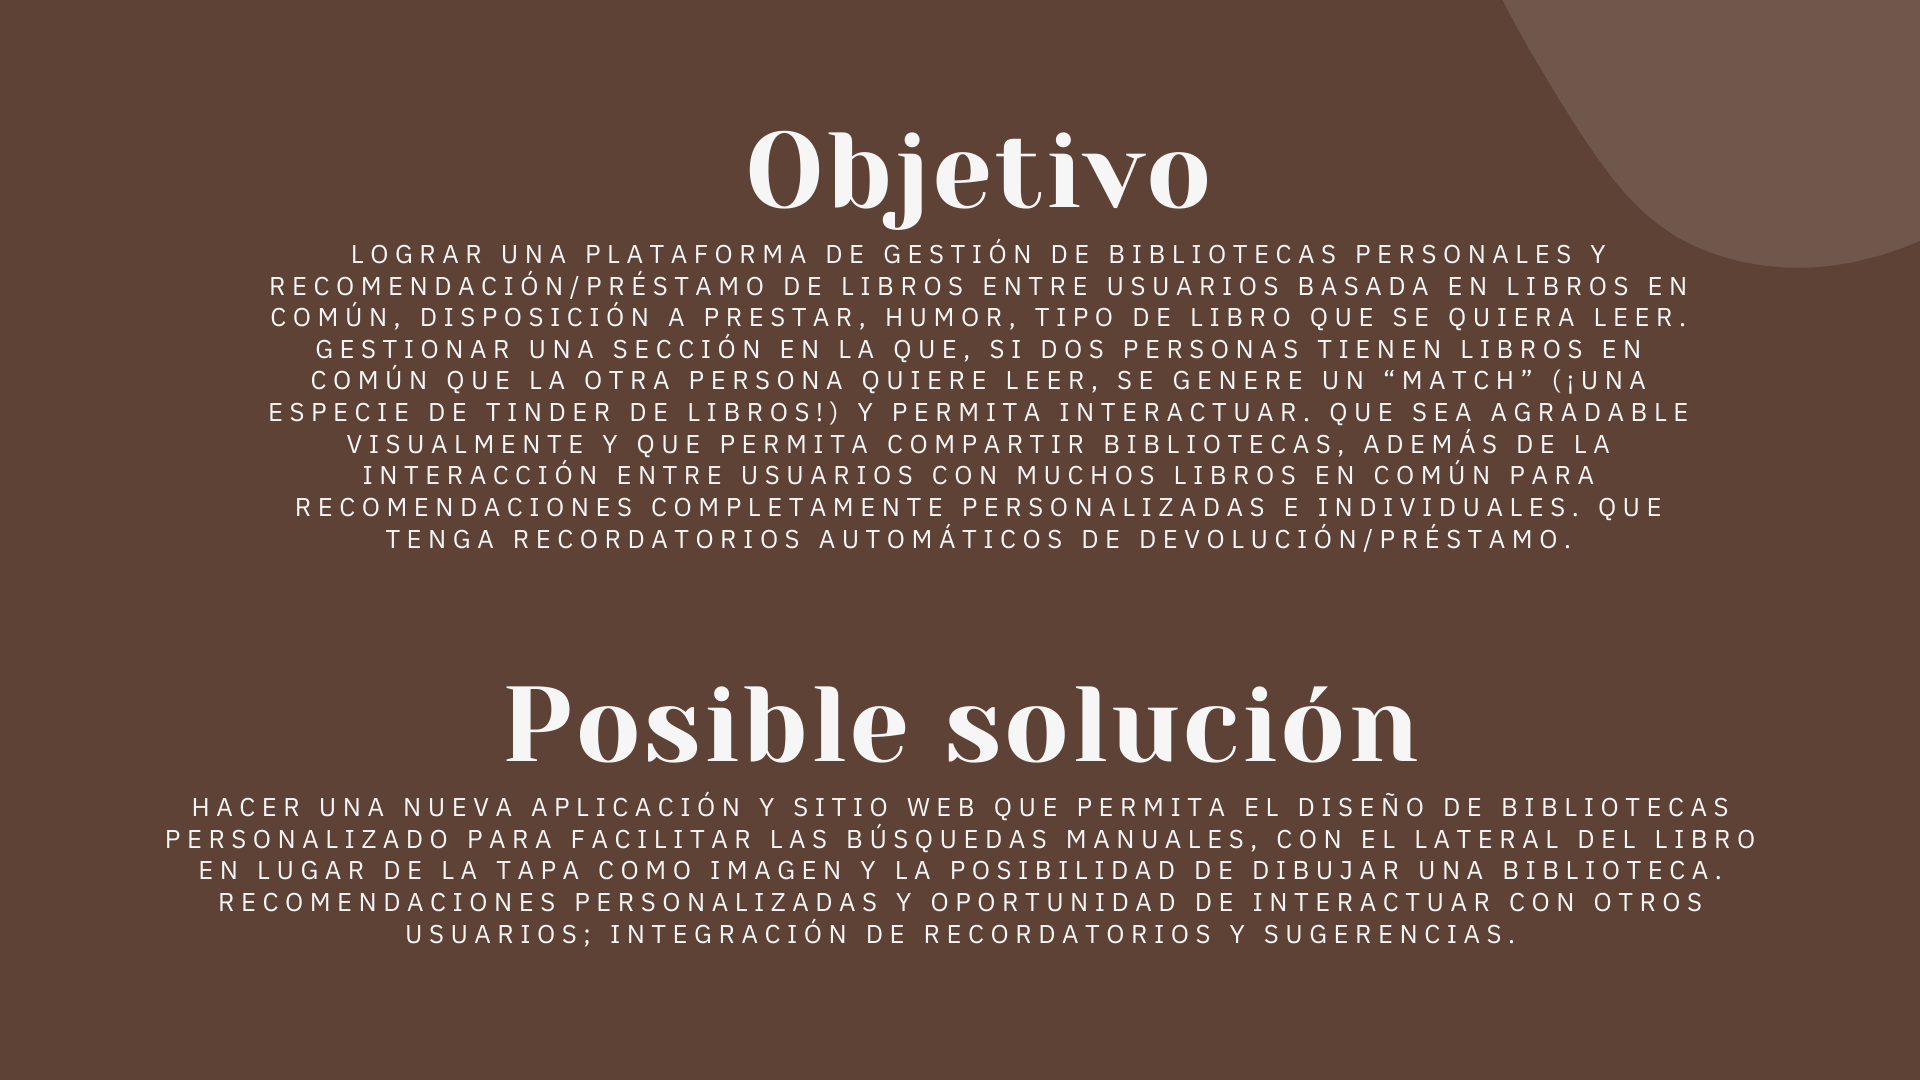 Objetivo
LOGRAR UNA PLATAFORMA DE GESTIÓN DE BIBLIOTECAS PERSONALES Y
RECOMENDACIÓN/PRÉSTAMO DE LIBROS ENTRE USUARIOS BASADA EN LIBROS EN
COMÚN, DISPOSICIÓN A PRESTAR, HUMOR, TIPO DE LIBRO QUE SE QUIERA LEER.
GESTIONAR UNA SECCIÓN EN LA QUE, SI DOS PERSONAS TIENEN LIBROS EN
COMÚN QUE LA OTRA PERSONA QUIERE LEER, SE GENERE UN “MATCH” (¡UNA
ESPECIE DE TINDER DE LIBROS!) Y PERMITA INTERACTUAR. QUE SEA AGRADABLE
VISUALMENTE Y QUE PERMITA COMPARTIR BIBLIOTECAS, ADEMÁS DE LA
INTERACCIÓN ENTRE USUARIOS CON MUCHOS LIBROS EN COMÚN PARA
RECOMENDACIONES COMPLETAMENTE PERSONALIZADAS E INDIVIDUALES. QUE
TENGA RECORDATORIOS AUTOMÁTICOS DE DEVOLUCIÓN/PRÉSTAMO.
Posible solución
HACER UNA NUEVA APLICACIÓN Y SITIO WEB QUE PERMITA EL DISEÑO DE BIBLIOTECAS
PERSONALIZADO PARA FACILITAR LAS BÚSQUEDAS MANUALES, CON EL LATERAL DEL LIBRO
EN LUGAR DE LA TAPA COMO IMAGEN Y LA POSIBILIDAD DE DIBUJAR UNA BIBLIOTECA.
RECOMENDACIONES PERSONALIZADAS Y OPORTUNIDAD DE INTERACTUAR CON OTROS
USUARIOS; INTEGRACIÓN DE RECORDATORIOS Y SUGERENCIAS.